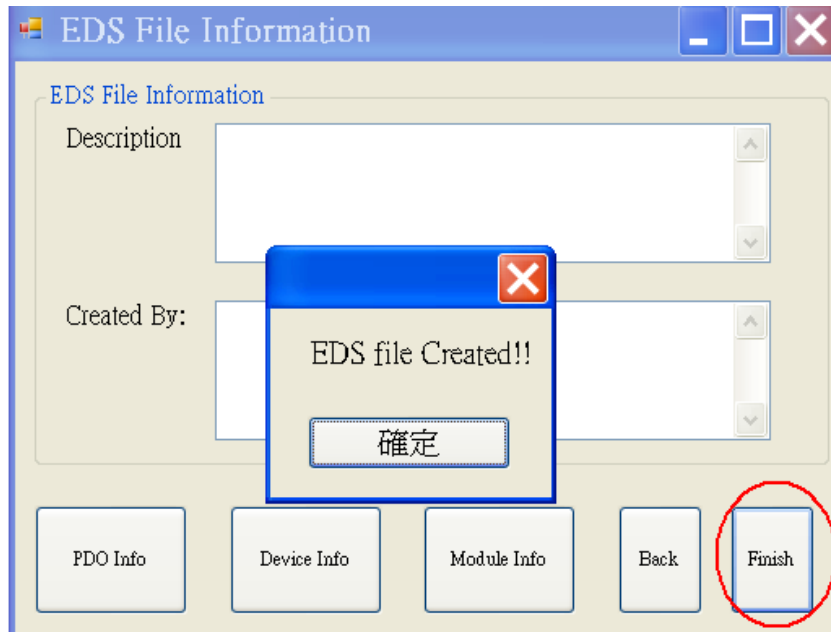 EDS File Information
EDS File Information
Description
Created By:
EDS file Created!!
確定
PDO Info
Device Info
Module Info
Back
Finish